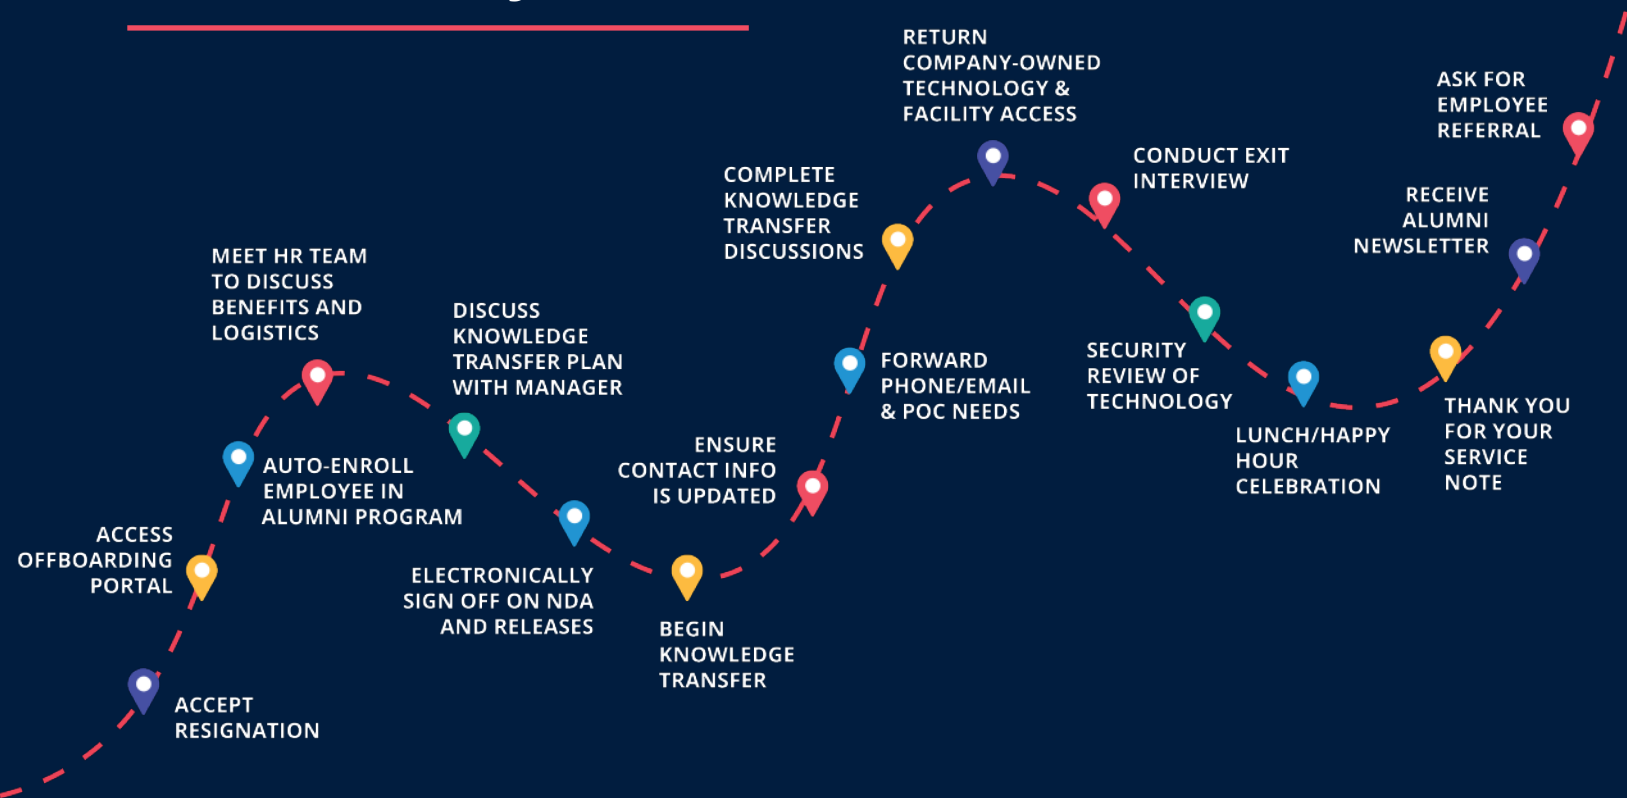 ACCEPT
RESIGNATION
ACCESS
OFFBOARDING
PORTAL
AUTO-ENROLL
EMPLOYEE IN
ALUMNI PROGRAM
MEET HR TEAM
TO DISCUSS
BENEFITS AND
LOGISTICS
DISCUSS
KNOWLEDGE
TRANSFER PLAN
WITH MANAGER
ELECTRONICALLY
SIGN OFF ON NDA
AND RELEASES
BEGIN
KNOWLEDGE
TRANSFER
ENSURE
CONTACT INFO
IS UPDATED
FORWARD
PHONE/EMAIL
& POC NEEDS
COMPLETE
KNOWLEDGE
TRANSFER
DISCUSSIONS
RETURN
COMPANY-OWNED
TECHNOLOGY &
FACILITY ACCESS
CONDUCT EXIT
INTERVIEW
SECURITY
REVIEW OF
TECHNOLOGY
LUNCH/HAPPY
HOUR
CELEBRATION
THANK YOU
FOR YOUR
SERVICE
NOTE
RECEIVE
ALUMNI
NEWSLETTER
ASK FOR
EMPLOYEE
REFERRAL